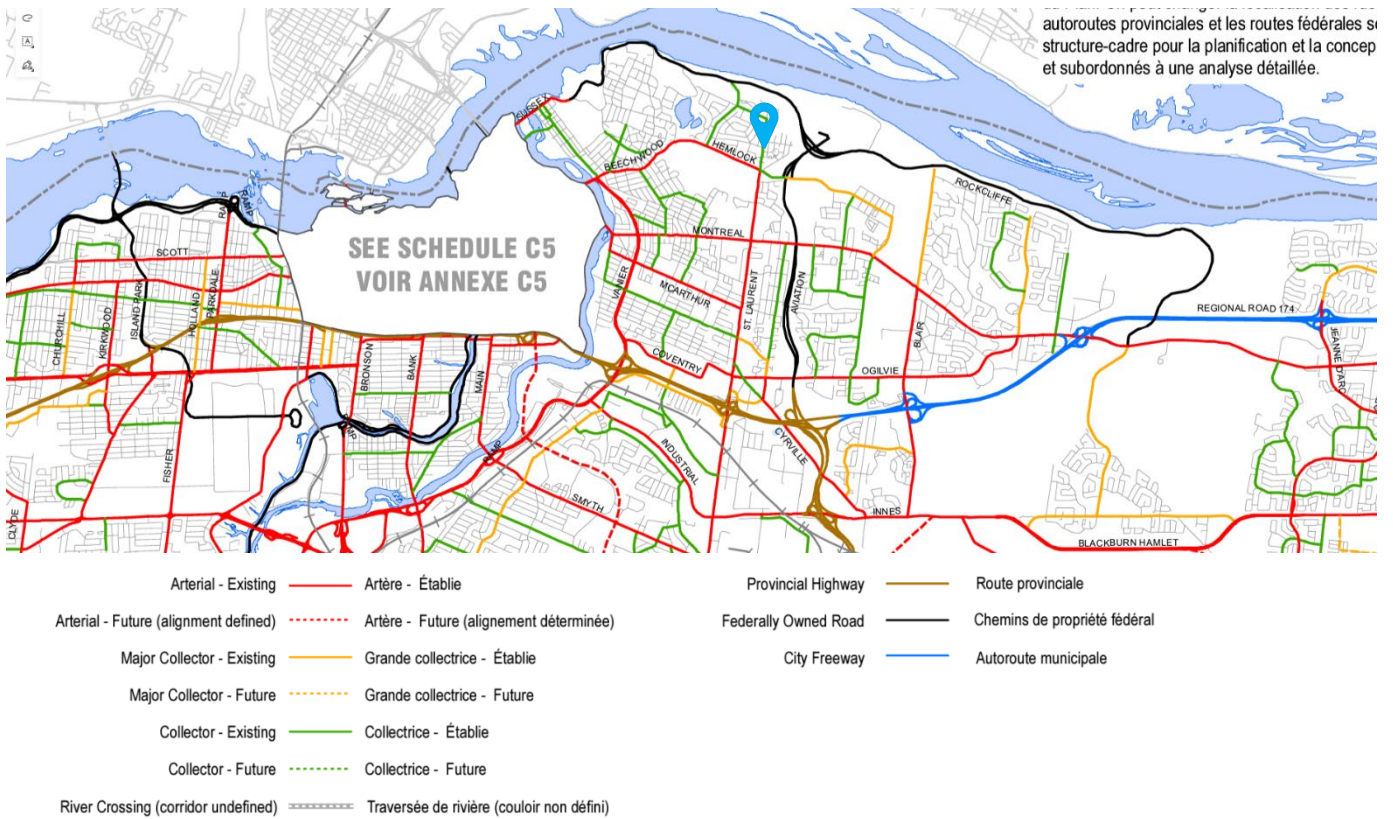 autoroutes provinciales et les routes fédérales
structure-cadre pour la planification et la
et subordonnés à une analyse détaillée.
SUSSEX
BEECHWOOD
HEMLOCK
ROCKCLIFFE
RAMP
SCOTT
SEE SCHEDULE C5
VOIR ANNEXE C5
MONTREAL
VANIER
MCARTHUR
ST. LAURENT
AVIATION
BLAIR
REGIONAL ROAD 174
JEANNE D'ARC
CHURCHILL
KIRKWOOD
ISLAND PARK
HOLLAND
PARKDALE
BRONSON
BANK
MAIN
COVENTRY
OGILVIE
CYRVILLE
INDUSTRIAL
FISHER
RAMP
SMYTH
INNES
CLYDE
BLACKBURN HAMLET
Arterial - Existing Artère - Établie
Provincial Highway Route provinciale
Arterial - Future (alignment defined) Artère - Future (alignement déterminée)
Federally Owned Road Chemins de propriété fédéral
Major Collector - Existing Grande collectrice - Établie
City Freeway Autoroute municipale
Major Collector - Future Grande collectrice - Future
Collector - Existing Collectrice - Établie
Collector - Future Collectrice - Future
River Crossing (corridor undefined) Traversée de rivière (couloir non défini)